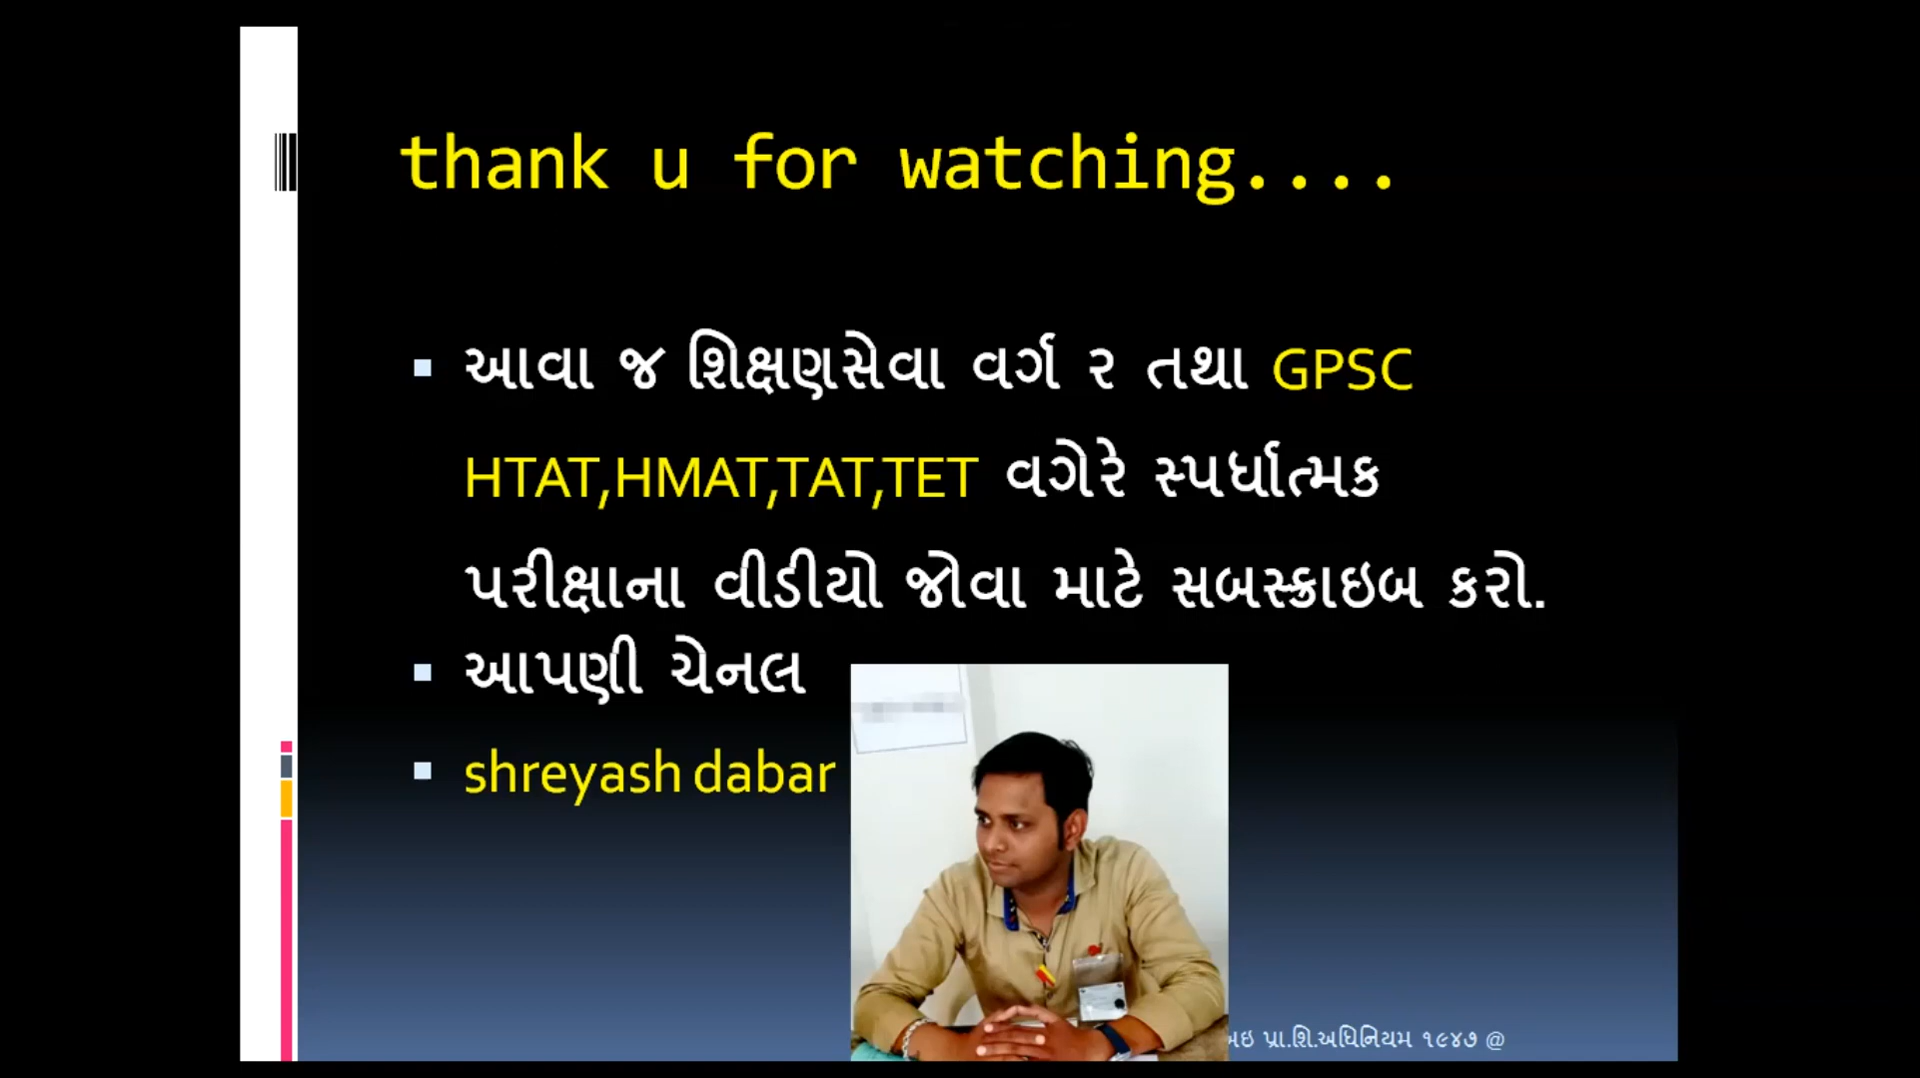 thank u for watching....
આવા જ શિક્ષણસેવા વર્ગ ૨ તથા GPSC
HTAT,HMAT,TAT,TET વગેરે સ્પર્ધાત્મક
પરીક્ષાના વીડીયો જોવા માટે સબસ્ક્રાઇબ કરો.
આપણી ચેનલ
shreyash dabar
પ્રા.શિ.અધિનિયમ ૧૯૪૭ @